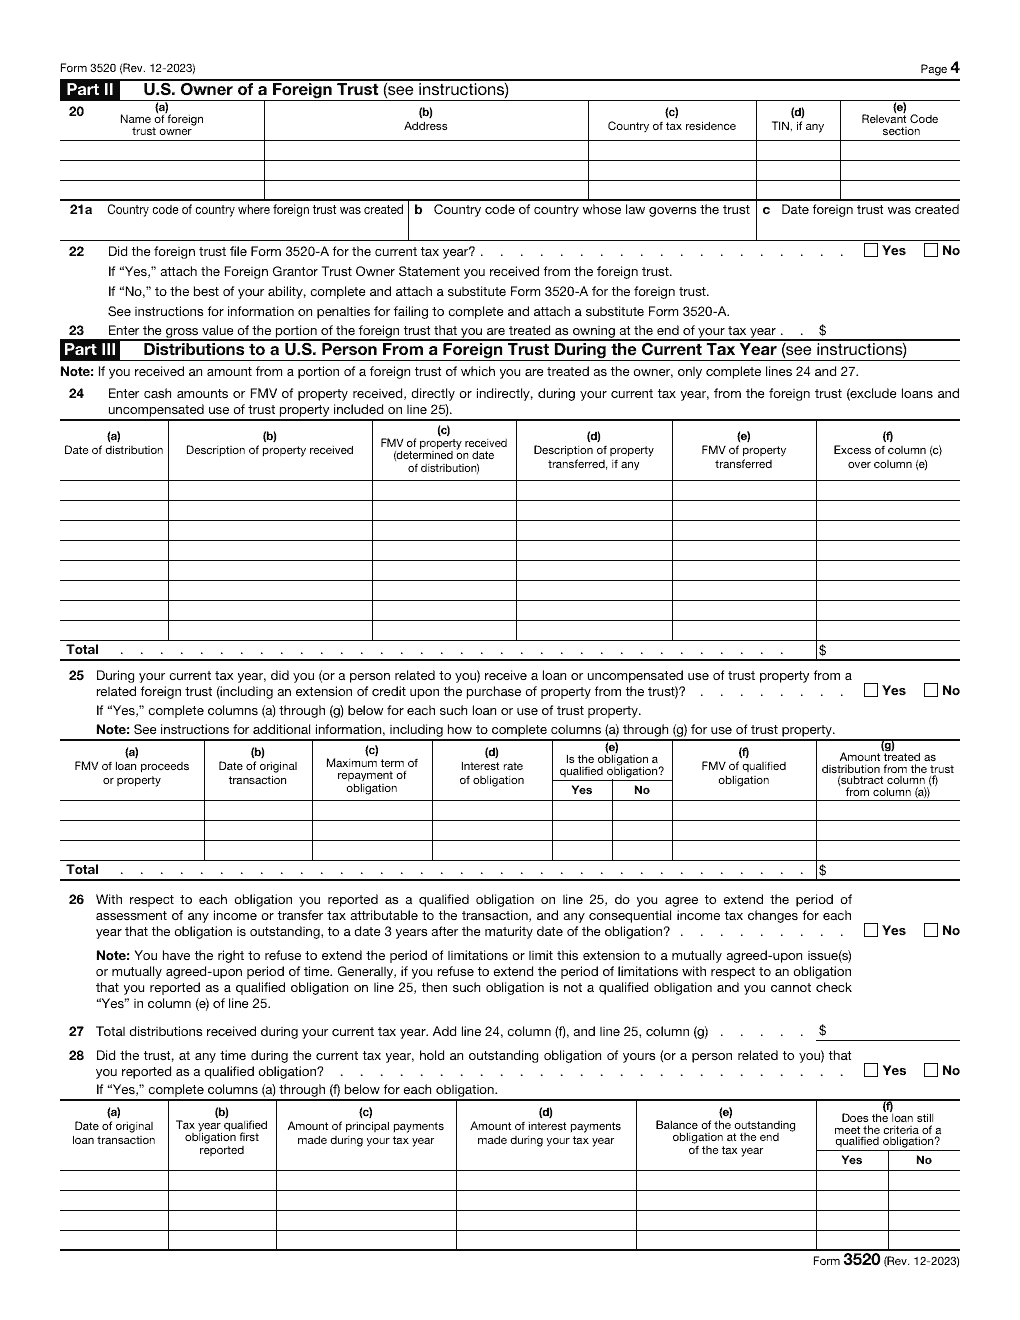 Form 3520 (Rev. 12-2023) Page 4
Part II U.S. Owner of a Foreign Trust (see instructions)
20 (a) Name of foreign trust owner (b) Address (c) Country of tax residence (d) TIN, if any (e) Relevant Code section
21a Country code of country where foreign trust was created b Country code of country whose law governs the trust c Date foreign trust was created
22 Did the foreign trust file Form 3520-A for the current tax year? . . . . . . . . . . . . . . . . . . . Yes No
If “Yes,” attach the Foreign Grantor Trust Owner Statement you received from the foreign trust.
If “No,” to the best of your ability, complete and attach a substitute Form 3520-A for the foreign trust.
See instructions for information on penalties for failing to complete and attach a substitute Form 3520-A.
23 Enter the gross value of the portion of the foreign trust that you are treated as owning at the end of your tax year . . $
Part III Distributions to a U.S. Person From a Foreign Trust During the Current Tax Year (see instructions)
Note: If you received an amount from a portion of a foreign trust of which you are treated as the owner, only complete lines 24 and 27.
24 Enter cash amounts or FMV of property received, directly or indirectly, during your current tax year, from the foreign trust (exclude loans and
uncompensated use of trust property included on line 25).
(a) Date of distribution (b) Description of property received (c) FMV of property received (determined on date of distribution) (d) Description of property transferred, if any (e) FMV of property transferred (f) Excess of column (c) over column (e)
Total . . . . . . . . . . . . . . . . . . . . . . . . . . . . . . . . . . $
25 During your current tax year, did you (or a person related to you) receive a loan or uncompensated use of trust property from a
related foreign trust (including an extension of credit upon the purchase of property from the trust)? . . . . . . . . Yes No
If “Yes,” complete columns (a) through (g) below for each such loan or use of trust property.
Note: See instructions for additional information, including how to complete columns (a) through (g) for use of trust property.
(a) FMV of loan proceeds or property (b) Date of original transaction (c) Maximum term of repayment of obligation (d) Interest rate of obligation (e) Is the obligation a qualified obligation? Yes No (f) FMV of qualified obligation (g) Amount treated as distribution from the trust (subtract column (f) from column (a))
Total . . . . . . . . . . . . . . . . . . . . . . . . . . . . . . . . . . . $
26 With respect to each obligation you reported as a qualified obligation on line 25, do you agree to extend the period of
assessment of any income or transfer tax attributable to the transaction, and any consequential income tax changes for each
year that the obligation is outstanding, to a date 3 years after the maturity date of the obligation? . . . . . . . . . Yes No
Note: You have the right to refuse to extend the period of limitations or limit this extension to a mutually agreed-upon issue(s)
or mutually agreed-upon period of time. Generally, if you refuse to extend the period of limitations with respect to an obligation
that you reported as a qualified obligation on line 25, then such obligation is not a qualified obligation and you cannot check
“Yes” in column (e) of line 25.
27 Total distributions received during your current tax year. Add line 24, column (f), and line 25, column (g) . . . . . $
28 Did the trust, at any time during the current tax year, hold an outstanding obligation of yours (or a person related to you) that
you reported as a qualified obligation? . . . . . . . . . . . . . . . . . . . . . . . . . . Yes No
If “Yes,” complete columns (a) through (f) below for each obligation.
(a) Date of original loan transaction (b) Tax year qualified obligation first reported (c) Amount of principal payments made during your tax year (d) Amount of interest payments made during your tax year (e) Balance of the outstanding obligation at the end of the tax year (f) Does the loan still meet the criteria of a qualified obligation? Yes No
Form 3520 (Rev. 12-2023)